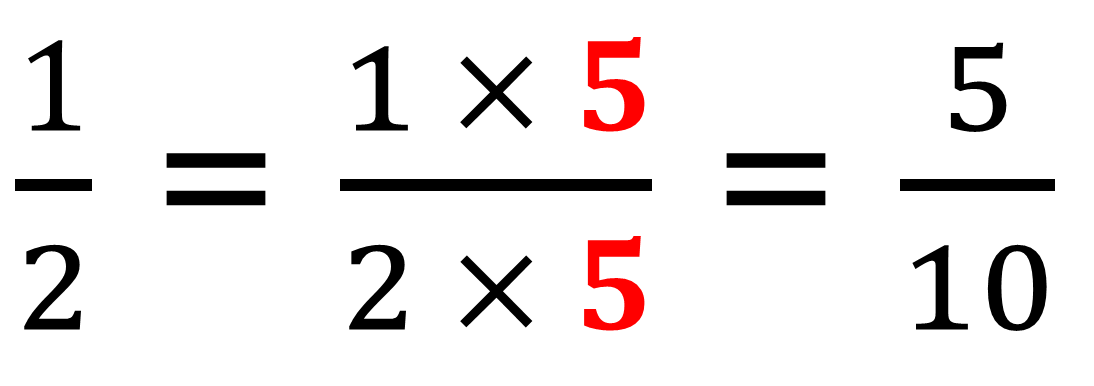 1/2 = (1 × 5)/(2 × 5) = 5/10